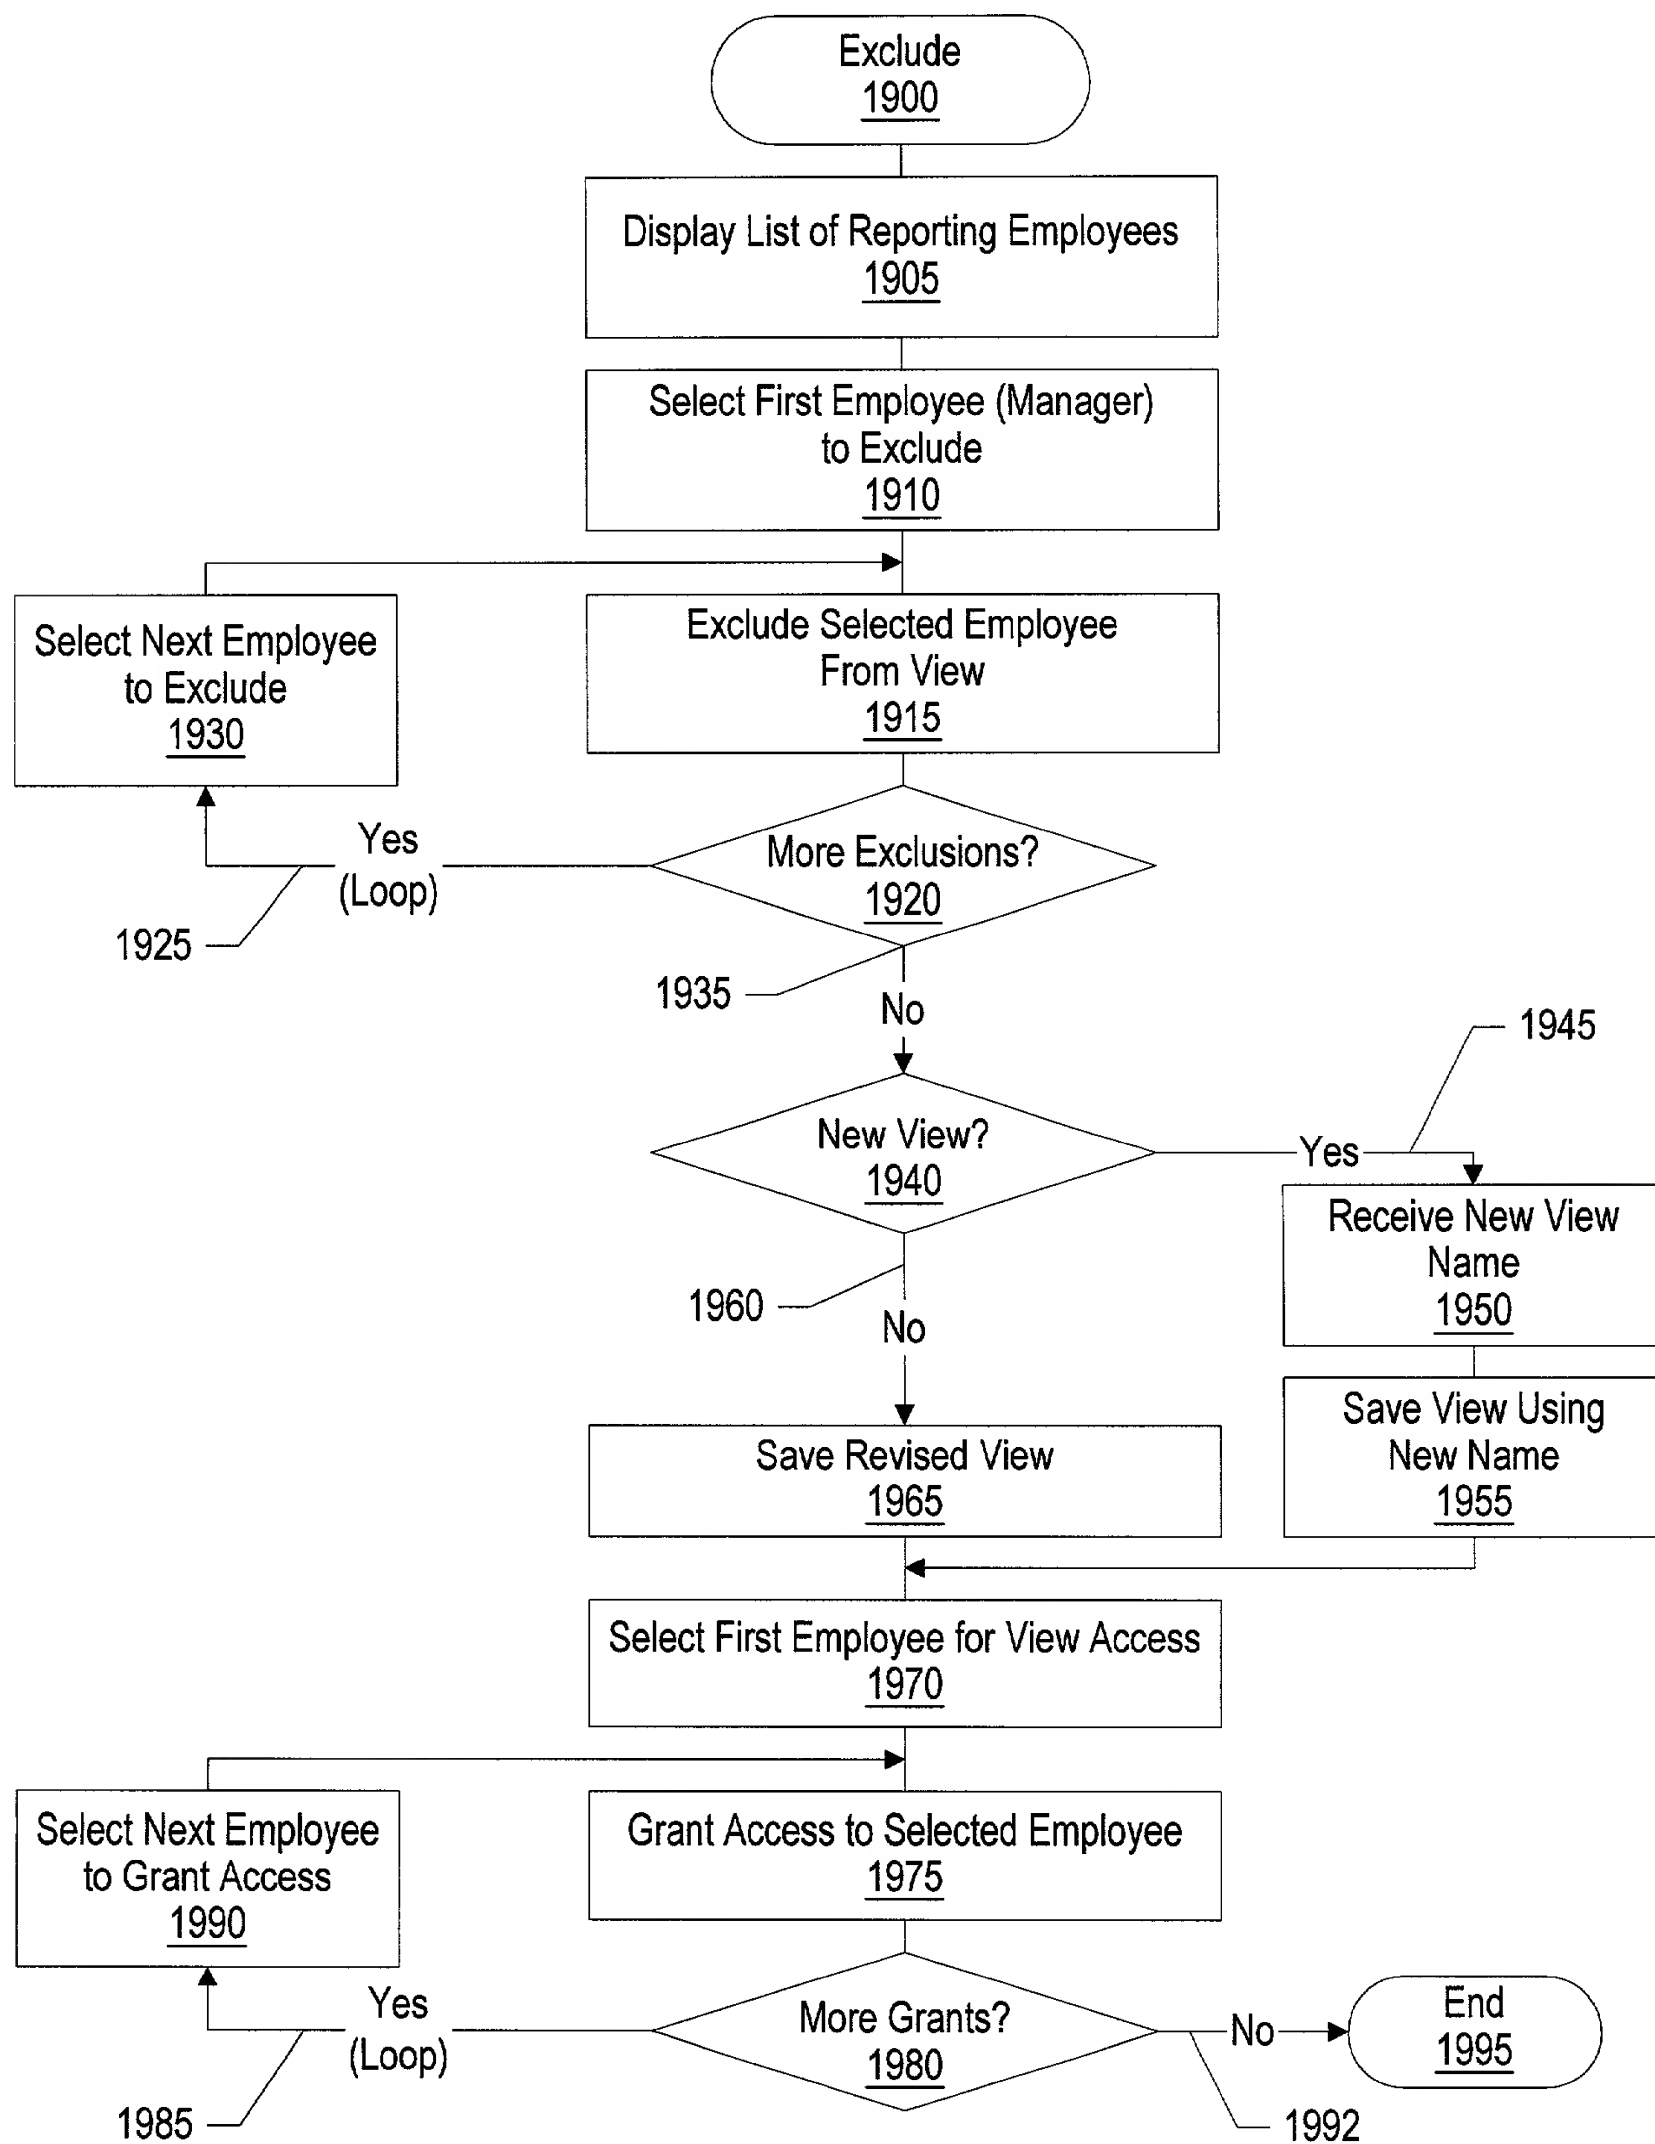 Exclude
1900
Display List of Reporting Employees
1905
Select First Employee (Manager)
to Exclude
1910
Select Next Employee
to Exclude
1930
Exclude Selected Employee
From View
1915
Yes
(Loop)
1925
More Exclusions?
1920
1935
No
1945
New View?
1940
Yes
Receive New View
Name
1950
1960
No
Save View Using
New Name
1955
Save Revised View
1965
Select First Employee for View Access
1970
Select Next Employee
to Grant Access
1990
Grant Access to Selected Employee
1975
Yes
(Loop)
1985
More Grants?
1980
No
1992
End
1995